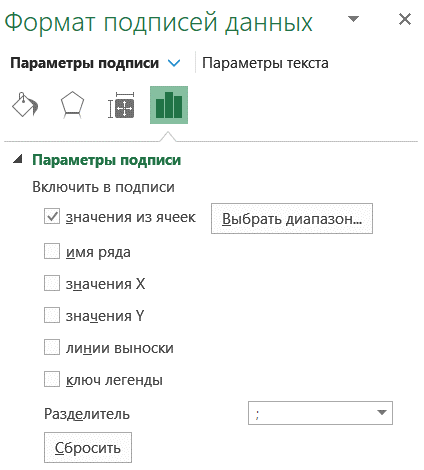 Формат подписей данных
Параметры подписи Параметры текста
Параметры подписи
Включить в подписи
значения из ячеек Выбрать диапазон...
имя ряда
значения X
значения Y
линии выноски
ключ легенды
Разделитель ;
Сбросить